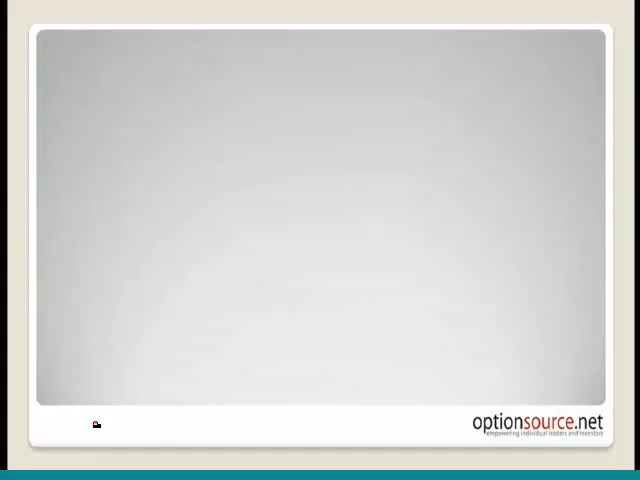 optionsource.net
empowering individual traders and investors